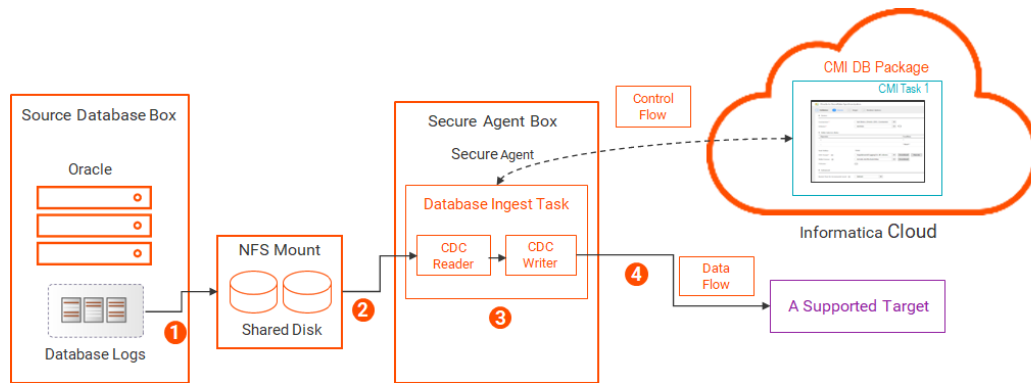 Source Database Box
Oracle
Database Logs
1
NFS Mount
Shared Disk
2
Secure Agent Box
Secure Agent
Database Ingest Task
CDC
Reader
CDC
Writer
3
4
Control
Flow
CMI DB Package
CMI Task 1
Informatica Cloud
Data
Flow
A Supported Target